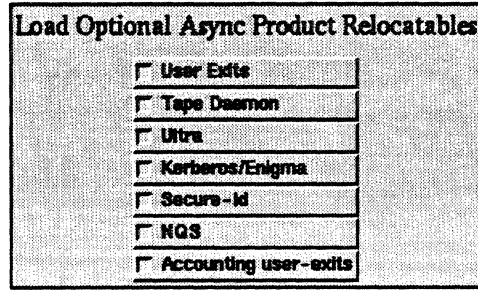 Load Optional Async Product Relocatables
User Exits
Tape Daemon
Ultra
Kerberos/Enigma
Secure-Id
NQS
Accounting user-exits